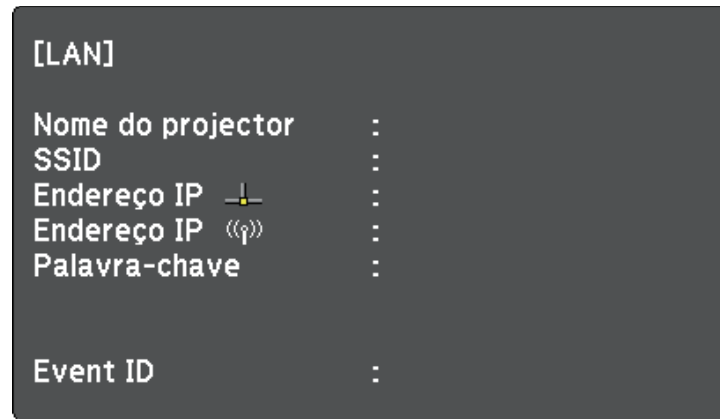 [LAN]
Nome do projector :
SSID :
Endereço IP :
Endereço IP :
Palavra-chave :
Event ID :